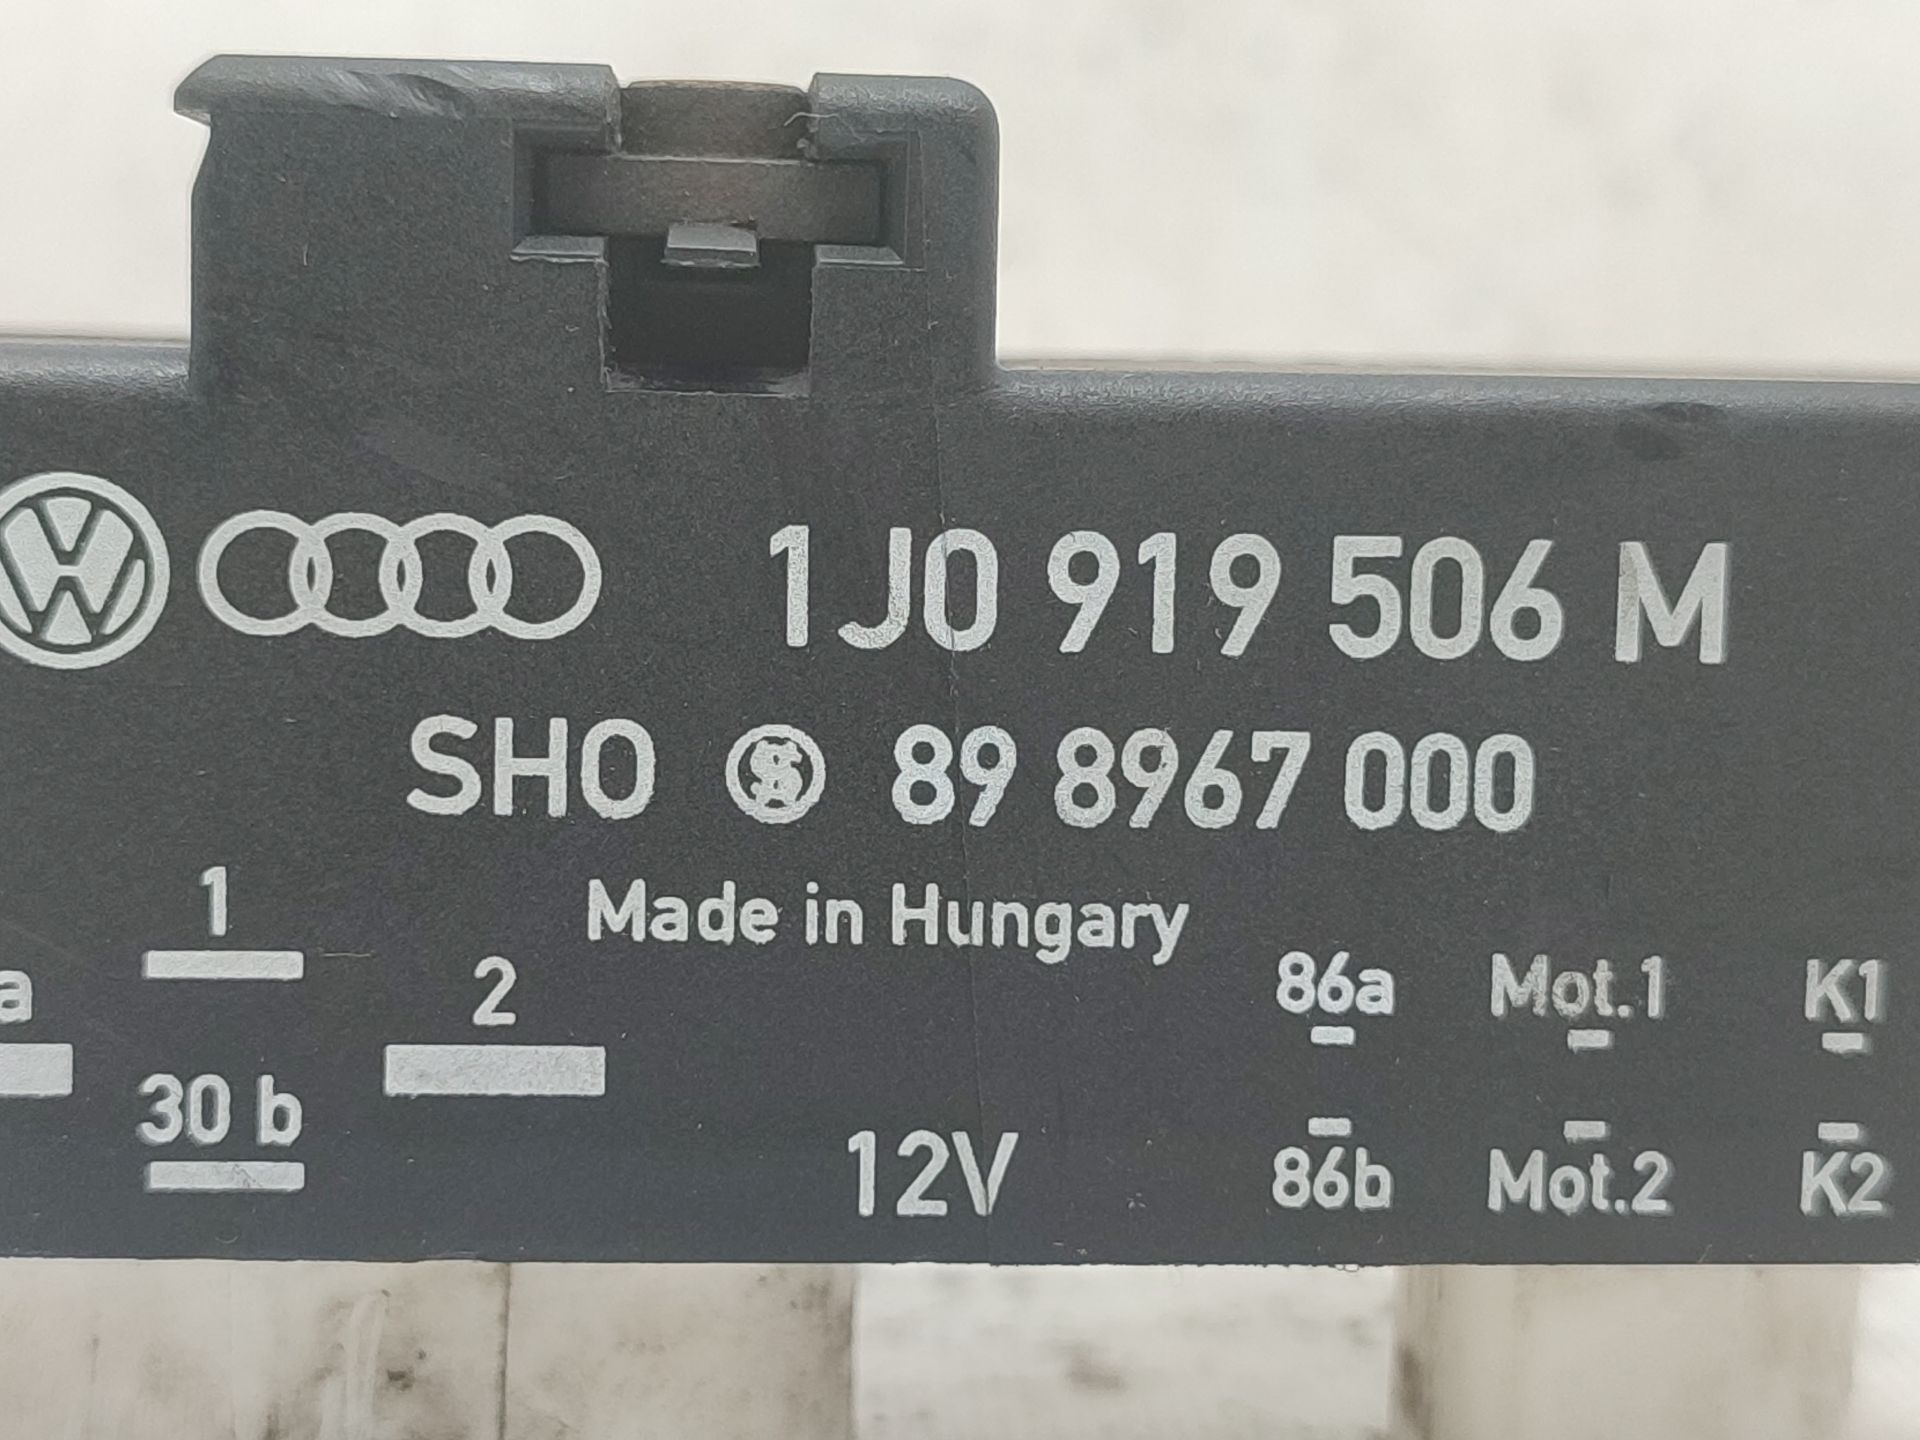 1J0 919 506 M
SHO 89 8967 000
Made in Hungary
1
2
a
30 b
12V
86a Mot.1 K1
86b Mot.2 K2